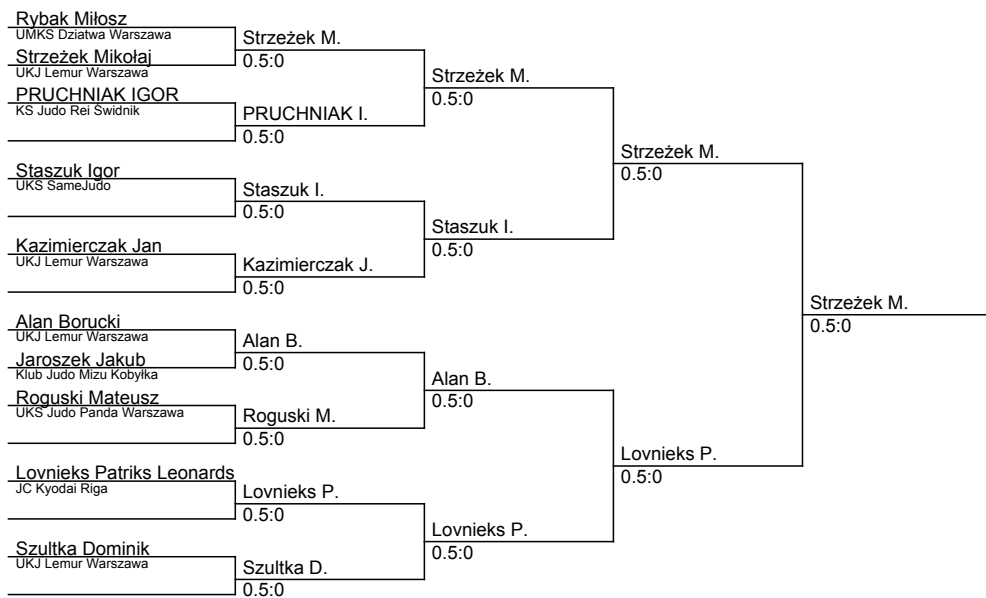 Rybak Miłosz
UMKS Dziatwa Warszawa
Strzeżek Mikołaj
UKJ Lemur Warszawa
PRUCHNIAK IGOR
KS Judo Rei Świdnik
Staszuk Igor
UKS SameJudo
Kazimierczak Jan
UKJ Lemur Warszawa
Alan Borucki
UKJ Lemur Warszawa
Jaroszek Jakub
Klub Judo Mizu Kobyłka
Roguski Mateusz
UKS Judo Panda Warszawa
Lovnieks Patriks Leonards
JC Kyodai Riga
Szultka Dominik
UKJ Lemur Warszawa
Strzeżek M.
0.5:0
PRUCHNIAK I.
0.5:0
Staszuk I.
0.5:0
Kazimierczak J.
0.5:0
Alan B.
0.5:0
Roguski M.
0.5:0
Lovnieks P.
0.5:0
Szultka D.
0.5:0
Strzeżek M.
0.5:0
Staszuk I.
0.5:0
Alan B.
0.5:0
Lovnieks P.
0.5:0
Strzeżek M.
0.5:0
Lovnieks P.
0.5:0
Strzeżek M.
0.5:0